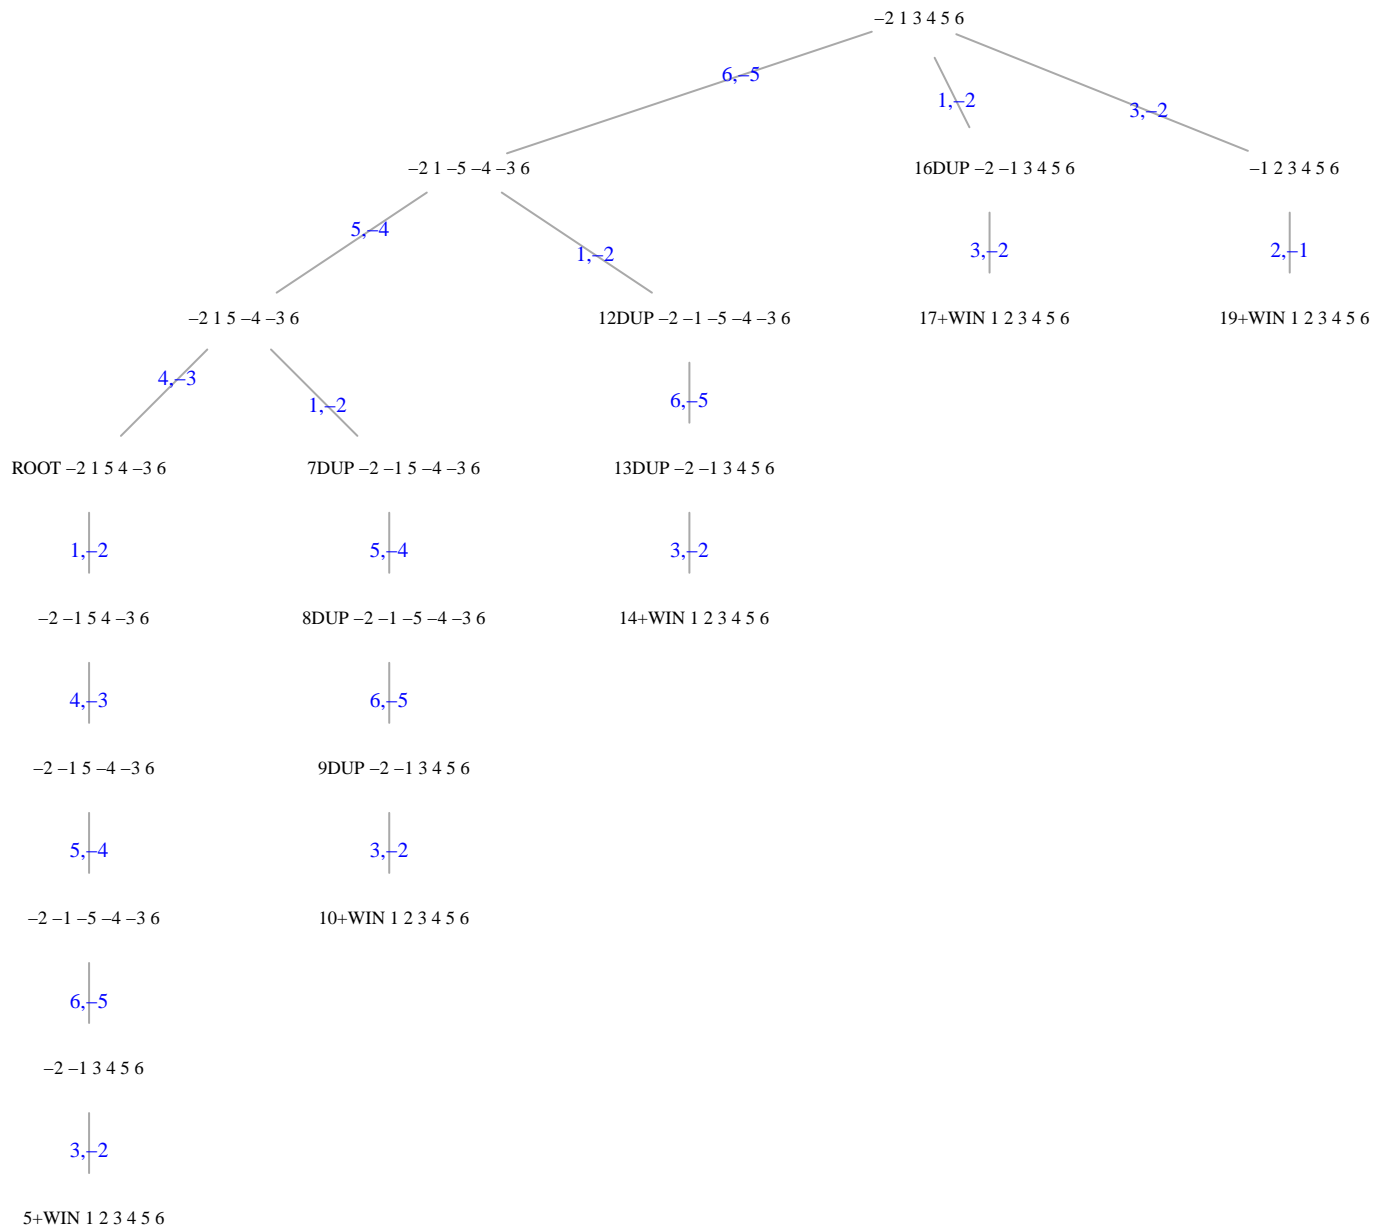 –2 1 3 4 5 6
6,–5
1,–2
3,–2
–2 1 –5 –4 –3 6
16DUP –2 –1 3 4 5 6
–1 2 3 4 5 6
5,–4
1,–2
3,–2
2,–1
–2 1 5 –4 –3 6
12DUP –2 –1 –5 –4 –3 6
17+WIN 1 2 3 4 5 6
19+WIN 1 2 3 4 5 6
4,–3
1,–2
6,–5
ROOT –2 1 5 4 –3 6
7DUP –2 –1 5 –4 –3 6
13DUP –2 –1 3 4 5 6
1,–2
5,–4
3,–2
–2 –1 5 4 –3 6
8DUP –2 –1 –5 –4 –3 6
14+WIN 1 2 3 4 5 6
4,–3
6,–5
–2 –1 5 –4 –3 6
9DUP –2 –1 3 4 5 6
5,–4
3,–2
–2 –1 –5 –4 –3 6
10+WIN 1 2 3 4 5 6
6,–5
–2 –1 3 4 5 6
3,–2
5+WIN 1 2 3 4 5 6